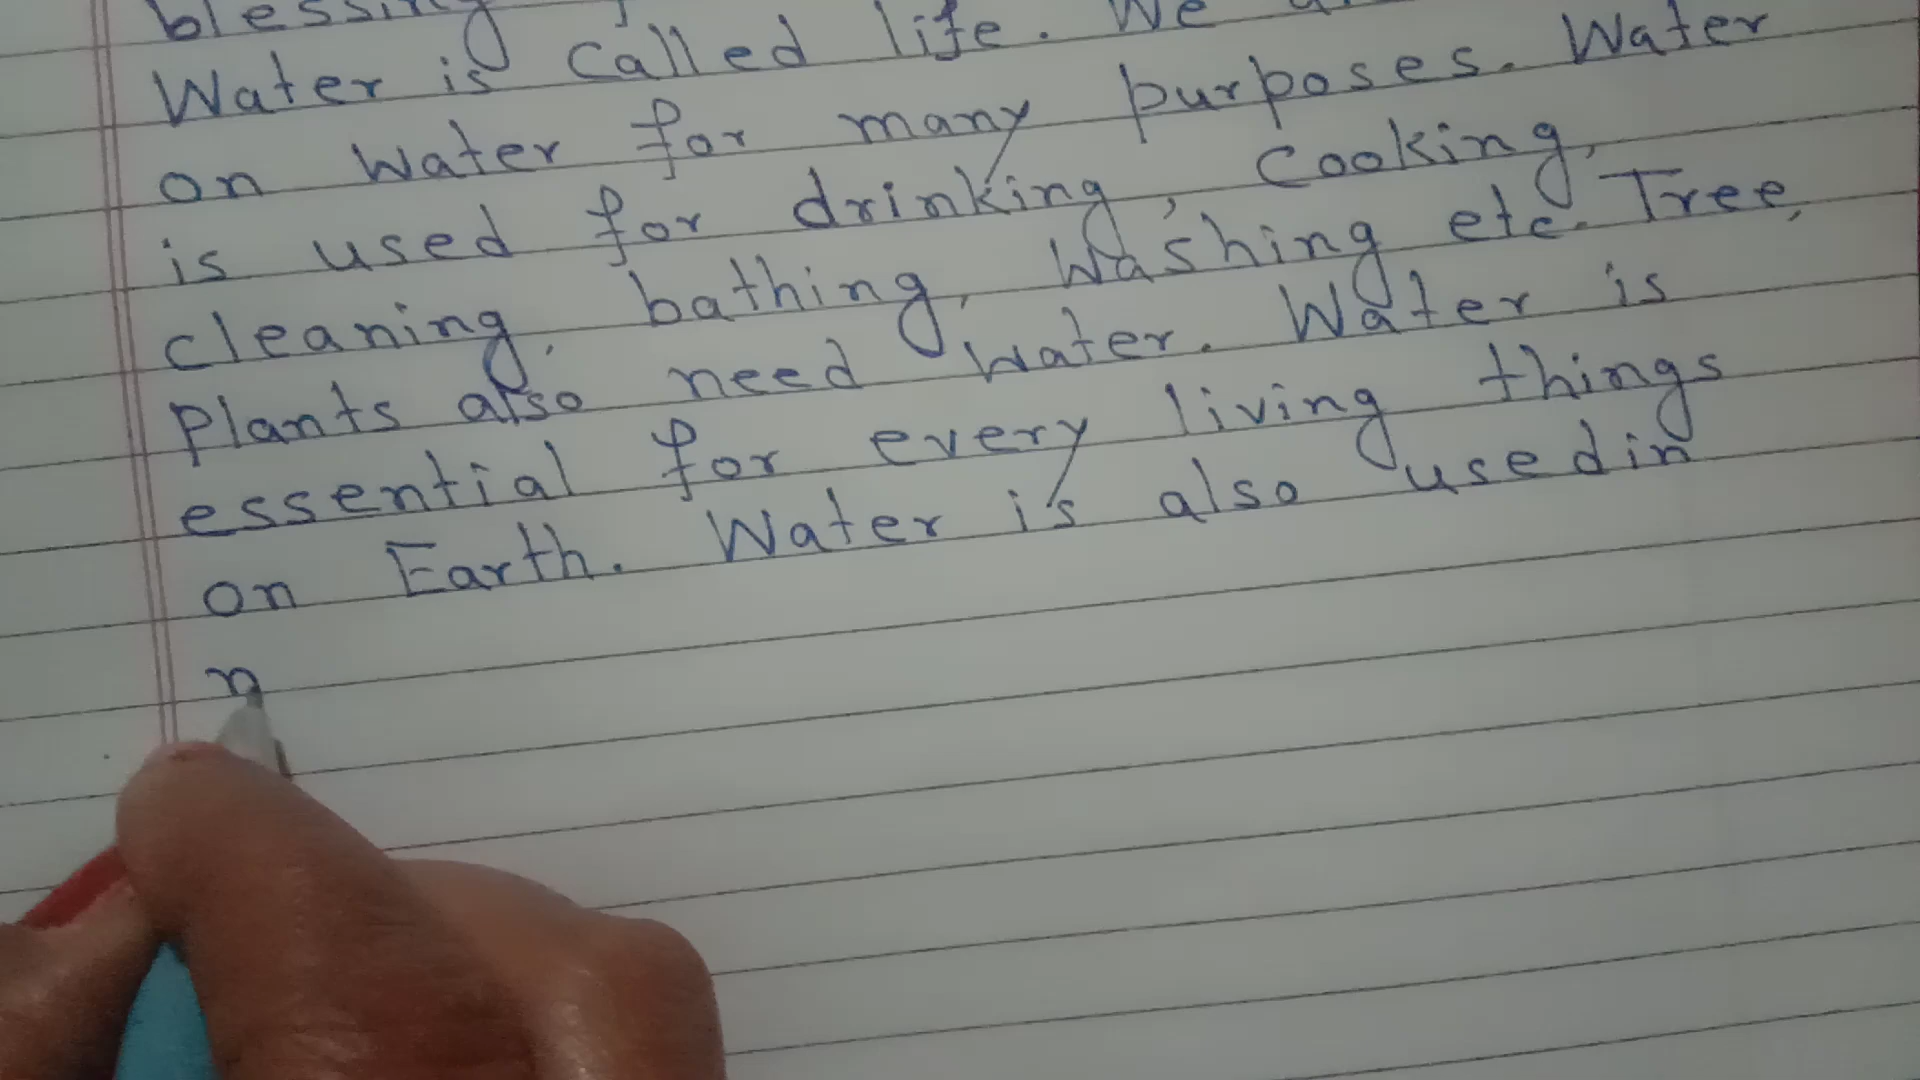 blessing
Water is called life. We
on water for many purposes. Water
is used for drinking, cooking,
cleaning, bathing, washing etc. Tree,
Plants also need water. Water is
essential for every living things
on Earth. Water is also used in
n